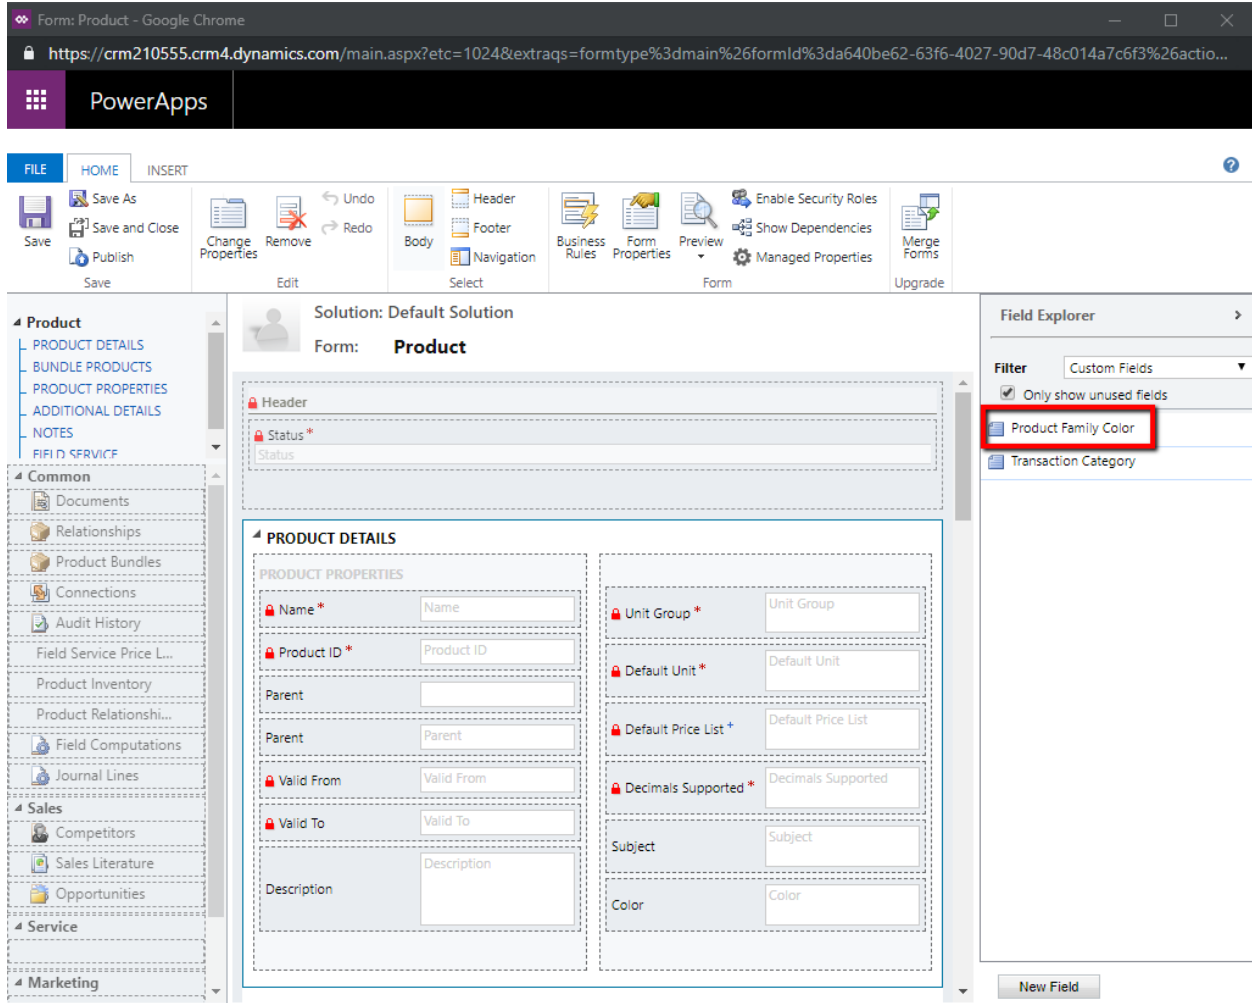 Form: Product - Google Chrome
https://crm210555.crm4.dynamics.com/main.aspx?etc=1024&extraqs=formtype%3dmain%26formId%3da640be62-63f6-4027-90d7-48c014a7c6f3%26actio...
PowerApps
FILE HOME INSERT
Save
Save As
Save and Close
Publish
Save
Change Properties
Remove
Undo
Redo
Edit
Body
Header
Footer
Navigation
Select
Business Rules
Form Properties
Preview
Enable Security Roles
Show Dependencies
Managed Properties
Form
Merge Forms
Upgrade
Product
PRODUCT DETAILS
BUNDLE PRODUCTS
PRODUCT PROPERTIES
ADDITIONAL DETAILS
NOTES
FIELD SERVICE
Common
Documents
Relationships
Product Bundles
Connections
Audit History
Field Service Price L...
Product Inventory
Product Relationshi...
Field Computations
Journal Lines
Sales
Competitors
Sales Literature
Opportunities
Service
Marketing
Solution: Default Solution
Form: Product
Header
Status *
Status
PRODUCT DETAILS
PRODUCT PROPERTIES
Name * Name
Product ID * Product ID
Parent
Parent Parent
Valid From Valid From
Valid To Valid To
Description Description
Unit Group * Unit Group
Default Unit * Default Unit
Default Price List + Default Price List
Decimals Supported * Decimals Supported
Subject Subject
Color Color
Field Explorer
Filter Custom Fields
Only show unused fields
Product Family Color
Transaction Category
New Field